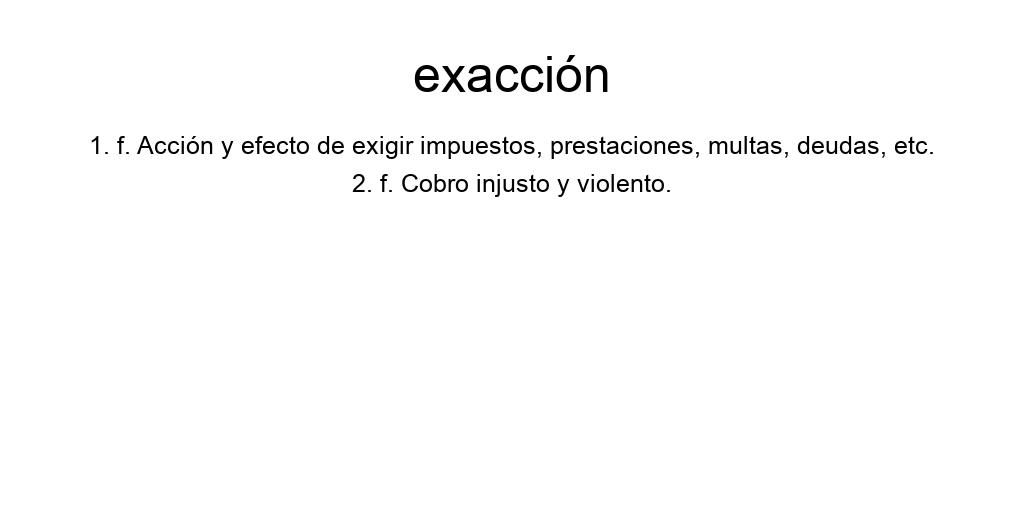 exacción
1. f. Acción y efecto de exigir impuestos, prestaciones, multas, deudas, etc.
2. f. Cobro injusto y violento.